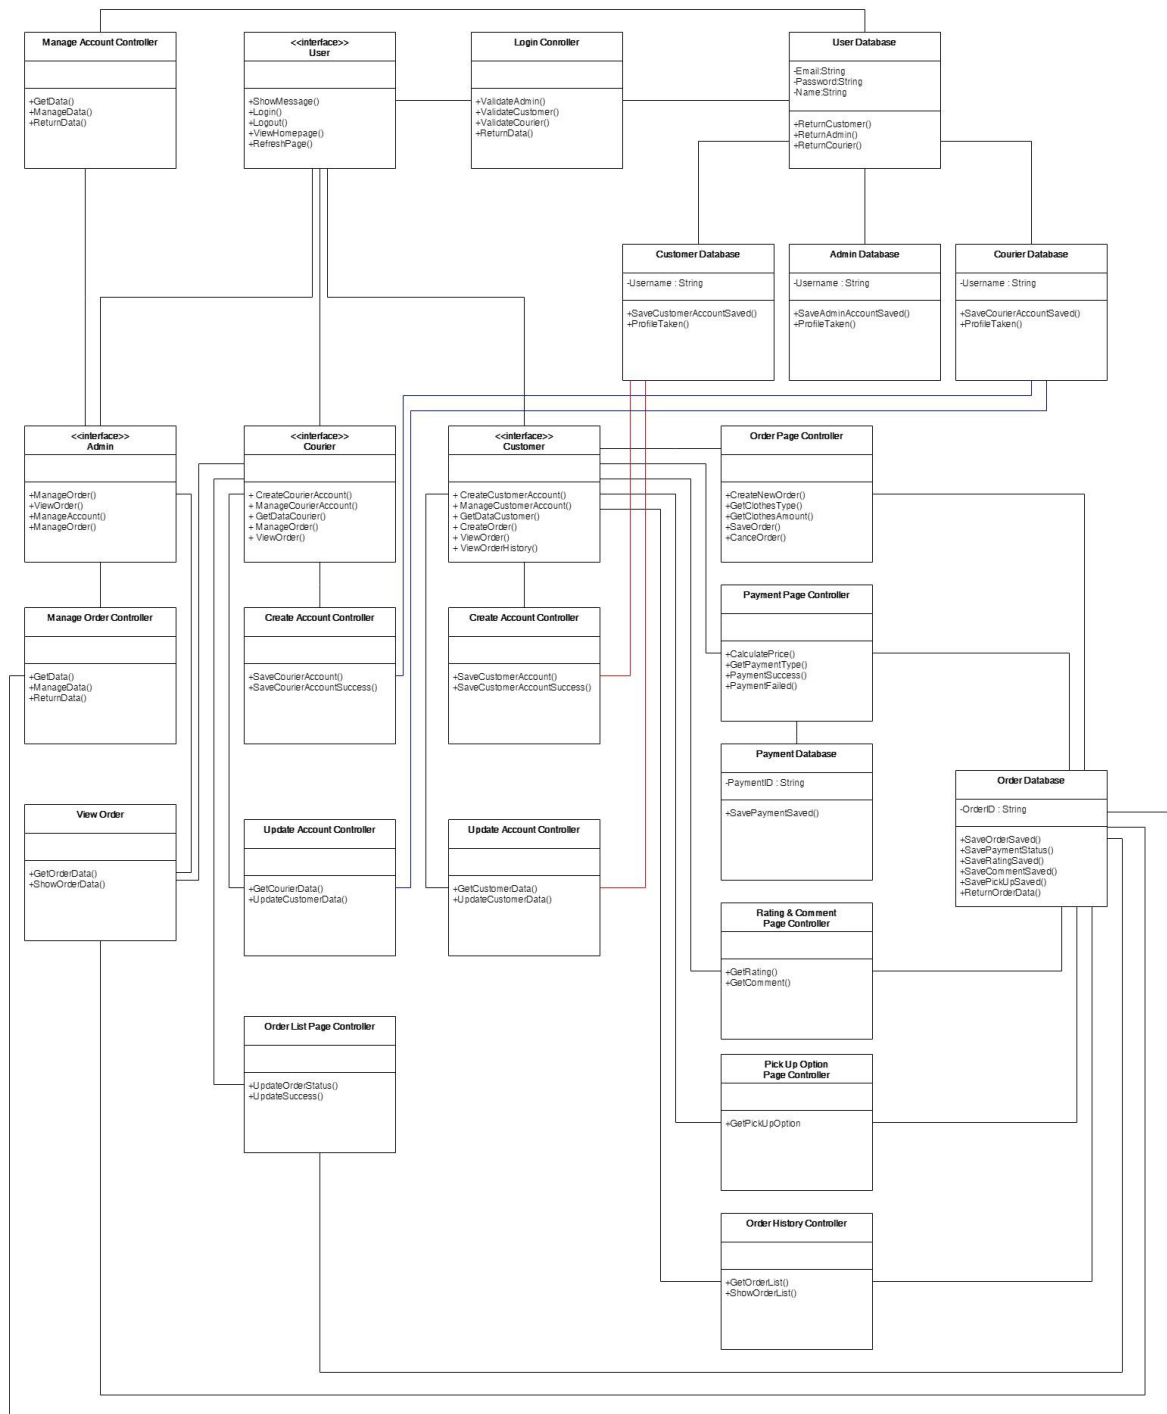 Manage Account Controller
+GetData()
+ManageData()
+ReturnData()
<<interface>>
User
+ShowMessage()
+Login()
+Logout()
+ViewHomepage()
+RefreshPage()
Login Conroller
+ValidateAdmin()
+ValidateCustomer()
+ValidateCourier()
+ReturnData()
User Database
-Email:String
-Password:String
-Name:String
+ReturnCustomer()
+ReturnAdmin()
+ReturnCourier()
Customer Database
-Username : String
+SaveCustomerAccountSaved()
+ProfileTaken()
Admin Database
-Username : String
+SaveAdminAccountSaved()
+ProfileTaken()
Courier Database
-Username : String
+SaveCourierAccountSaved()
+ProfileTaken()
<<interface>>
Admin
+ManageOrder()
+ViewOrder()
+ManageAccount()
+ManageOrder()
<<interface>>
Courier
+ CreateCourierAccount()
+ ManageCourierAccount()
+ GetDataCourier()
+ ManageOrder()
+ ViewOrder()
<<interface>>
Customer
+ CreateCustomerAccount()
+ ManageCustomerAccount()
+ GetDataCustomer()
+ CreateOrder()
+ ViewOrder()
+ ViewOrderHistory()
Order Page Controller
+CreateNewOrder()
+GetClothesType()
+GetClothesAmount()
+SaveOrder()
+CanceOrder()
Manage Order Controller
+GetData()
+ManageData()
+ReturnData()
Create Account Controller
+SaveCourierAccount()
+SaveCourierAccountSuccess()
Create Account Controller
+SaveCustomerAccount()
+SaveCustomerAccountSuccess()
Payment Page Controller
+CalculatePrice()
+GetPaymentType()
+PaymentSuccess()
+PaymentFailed()
Payment Database
-PaymentID : String
+SavePaymentSaved()
Order Database
-OrderID : String
+SaveOrderSaved()
+SavePaymentStatus()
+SaveRatingSaved()
+SaveCommentSaved()
+SavePickUpSaved()
+ReturnOrderData()
View Order
+GetOrderData()
+ShowOrderData()
Update Account Controller
+GetCourierData()
+UpdateCustomerData()
Update Account Controller
+GetCustomerData()
+UpdateCustomerData()
Rating & Comment
Page Controller
+GetRating()
+GetComment()
Order List Page Controller
+UpdateOrderStatus()
+UpdateSuccess()
Pick Up Option
Page Controller
+GetPickUpOption
Order History Controller
+GetOrderList()
+ShowOrderList()